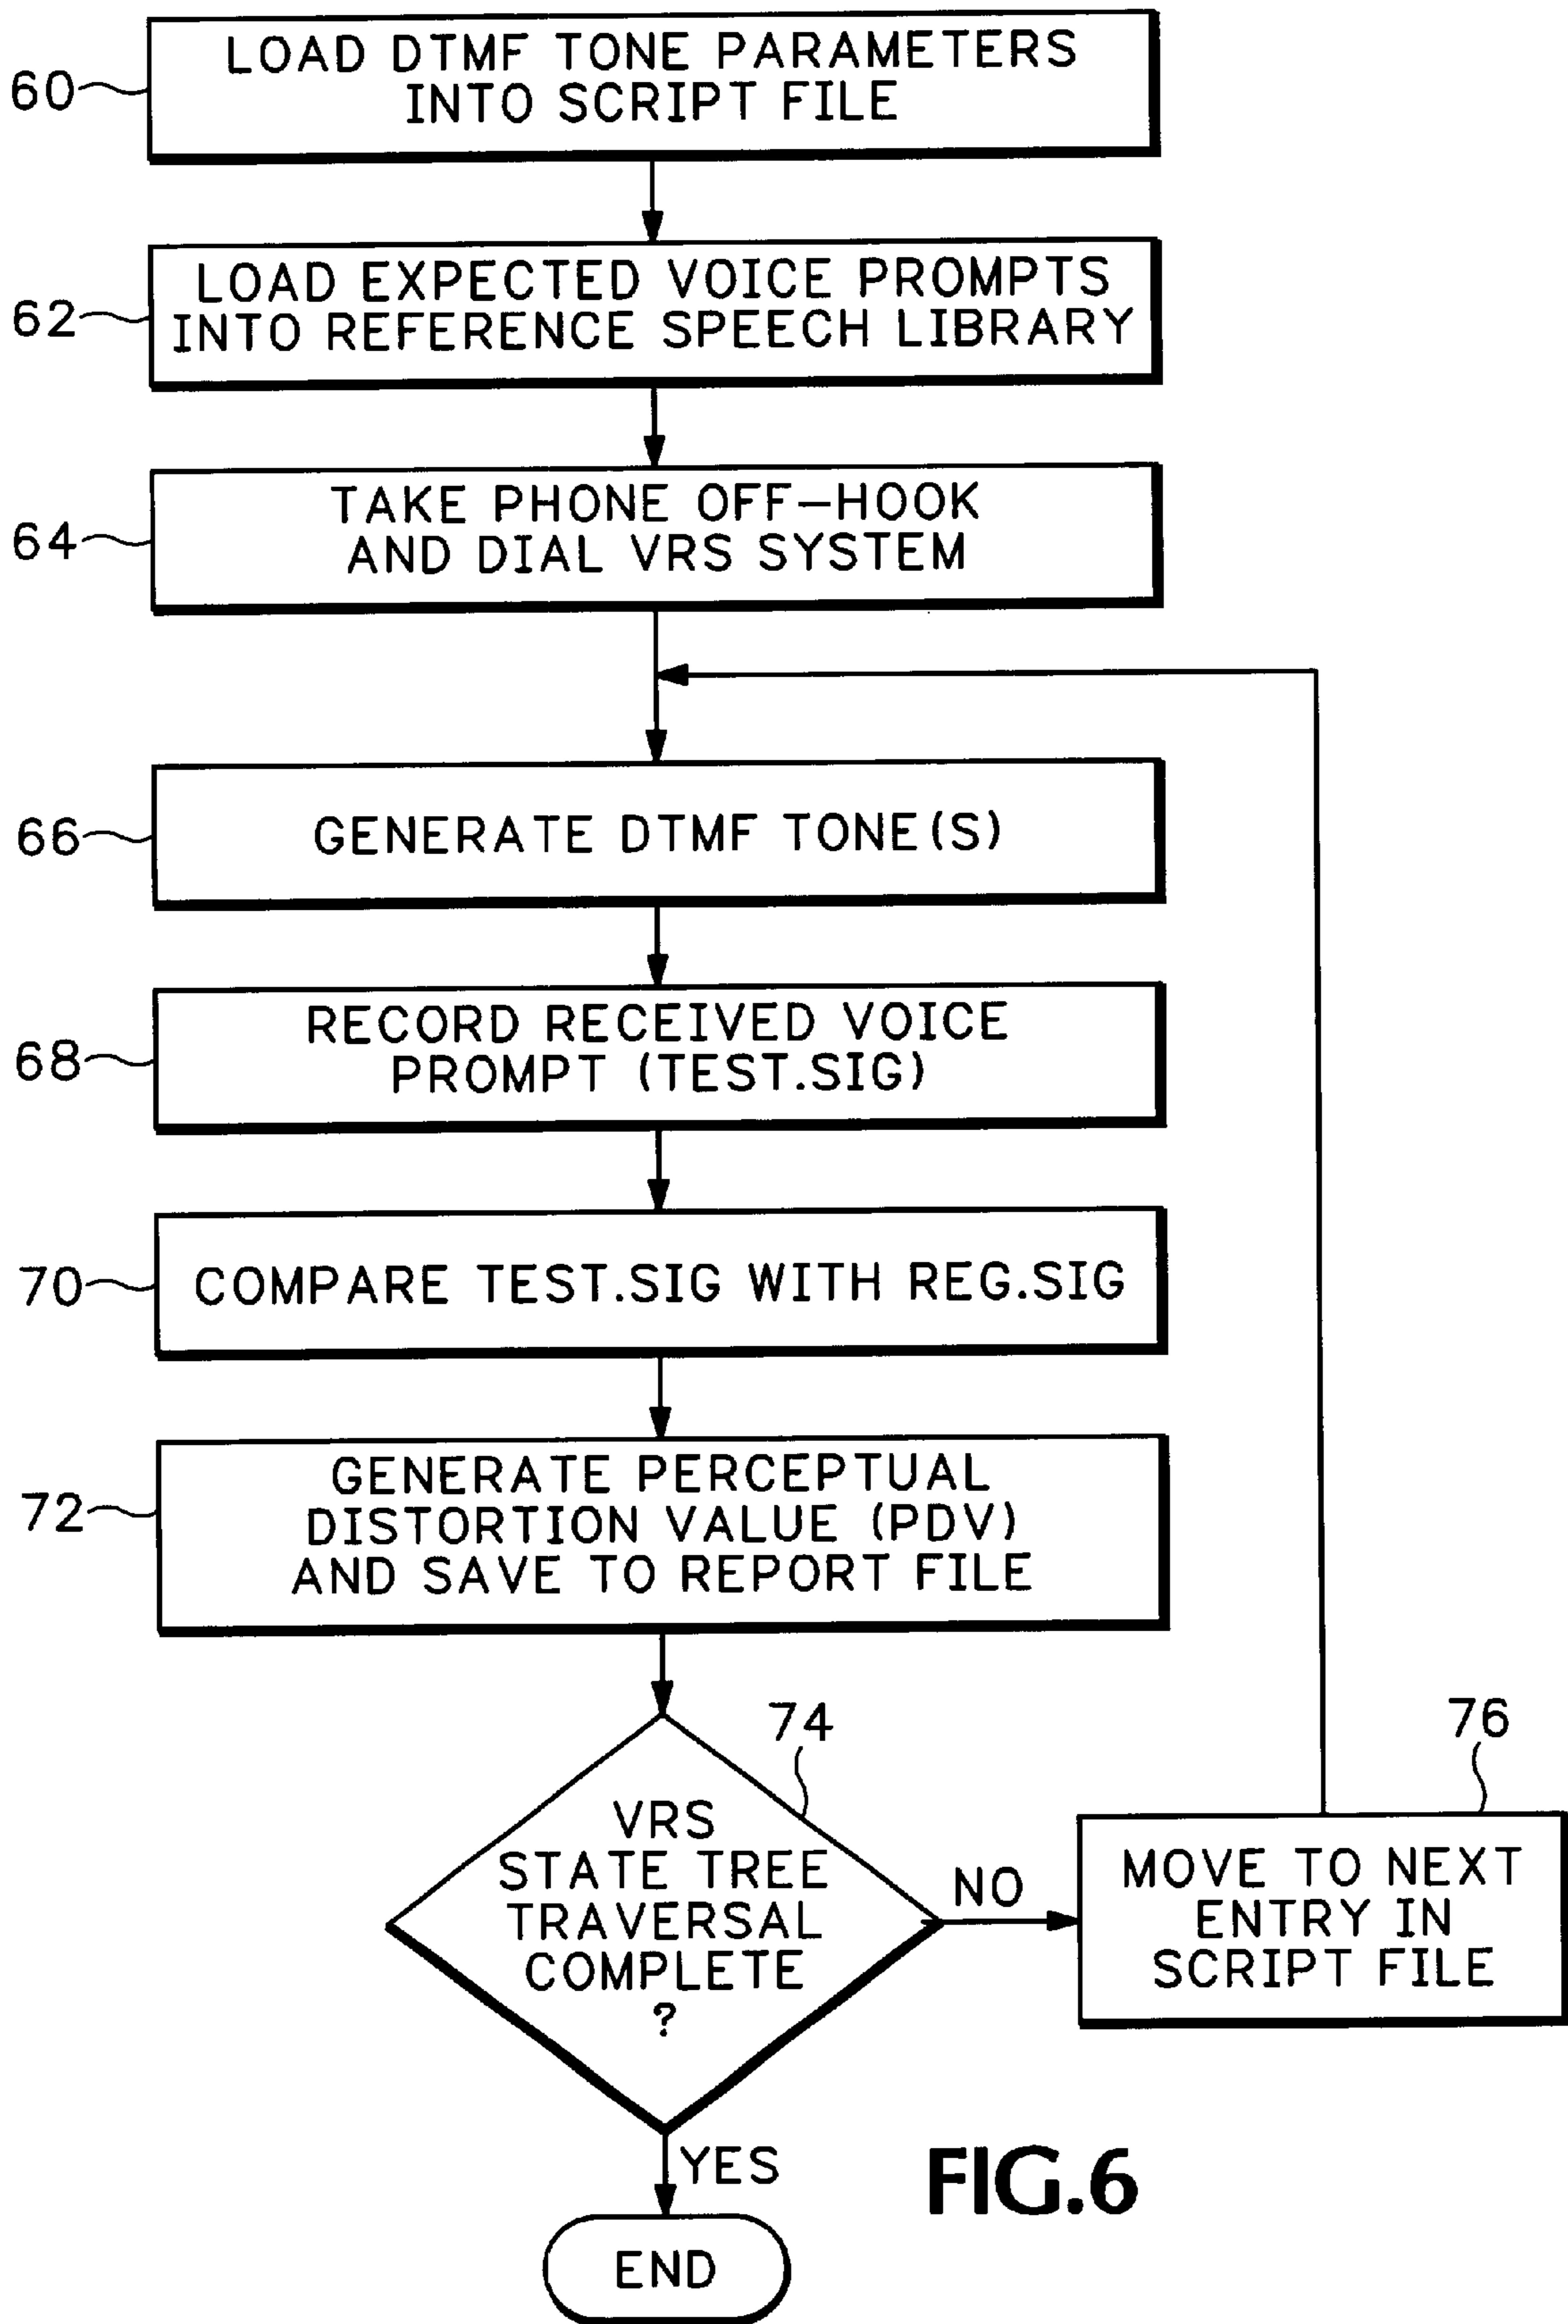 60
LOAD DTMF TONE PARAMETERS
INTO SCRIPT FILE
62
LOAD EXPECTED VOICE PROMPTS
INTO REFERENCE SPEECH LIBRARY
64
TAKE PHONE OFF-HOOK
AND DIAL VRS SYSTEM
66
GENERATE DTMF TONE(S)
68
RECORD RECEIVED VOICE
PROMPT (TEST.SIG)
70
COMPARE TEST.SIG WITH REG.SIG
72
GENERATE PERCEPTUAL
DISTORTION VALUE (PDV)
AND SAVE TO REPORT FILE
74
VRS
STATE TREE
TRAVERSAL
COMPLETE
?
NO
76
MOVE TO NEXT
ENTRY IN
SCRIPT FILE
YES
END
FIG.6